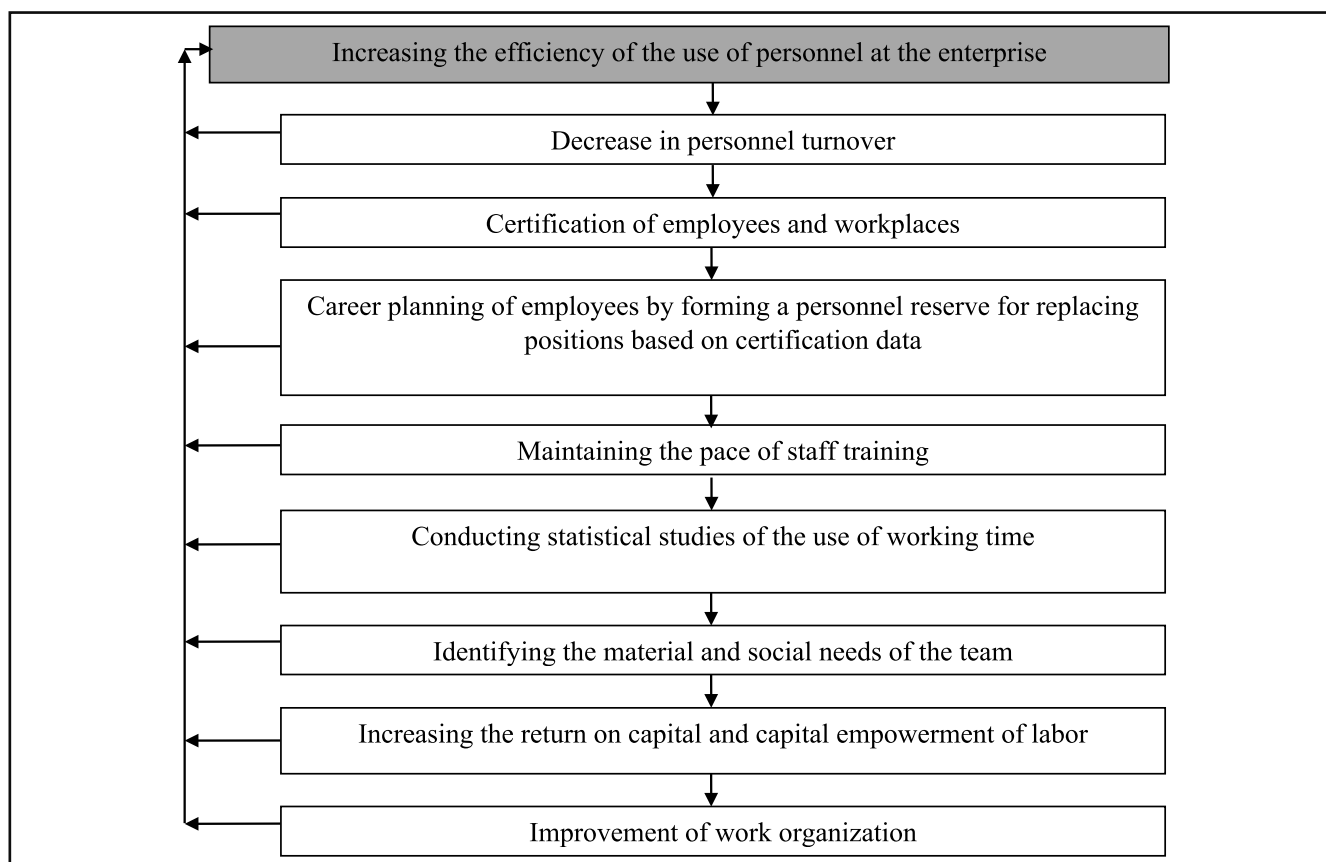 Increasing the efficiency of the use of personnel at the enterprise
Decrease in personnel turnover
Certification of employees and workplaces
Career planning of employees by forming a personnel reserve for replacing
positions based on certification data
Maintaining the pace of staff training
Conducting statistical studies of the use of working time
Identifying the material and social needs of the team
Increasing the return on capital and capital empowerment of labor
Improvement of work organization